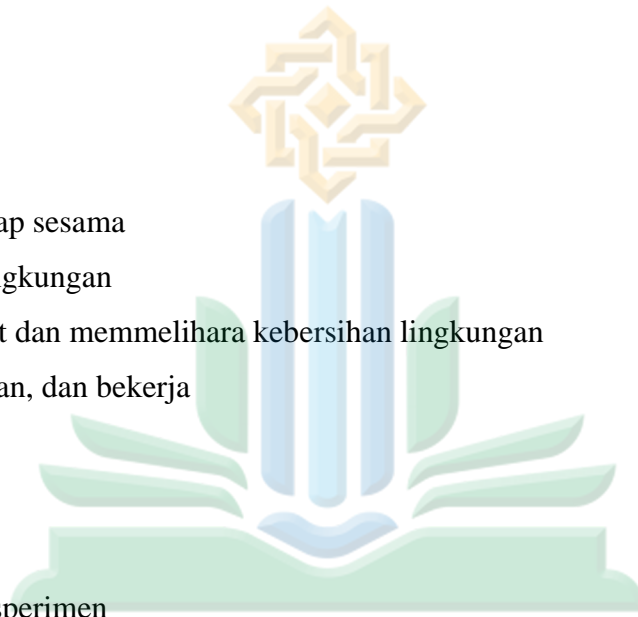 ap sesama
gkungan
t dan memmelihara kebersihan lingkungan
an, dan bekerja
sperimen